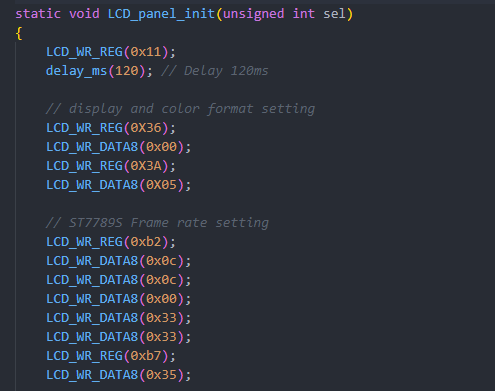 static void LCD_panel_init(unsigned int sel)
{
LCD_WR_REG(0x11);
delay_ms(120); // Delay 120ms
// display and color format setting
LCD_WR_REG(0X36);
LCD_WR_DATA8(0x00);
LCD_WR_REG(0X3A);
LCD_WR_DATA8(0X05);
// ST7789S Frame rate setting
LCD_WR_REG(0xb2);
LCD_WR_DATA8(0x0c);
LCD_WR_DATA8(0x0c);
LCD_WR_DATA8(0x00);
LCD_WR_DATA8(0x33);
LCD_WR_DATA8(0x33);
LCD_WR_REG(0xb7);
LCD_WR_DATA8(0x35);